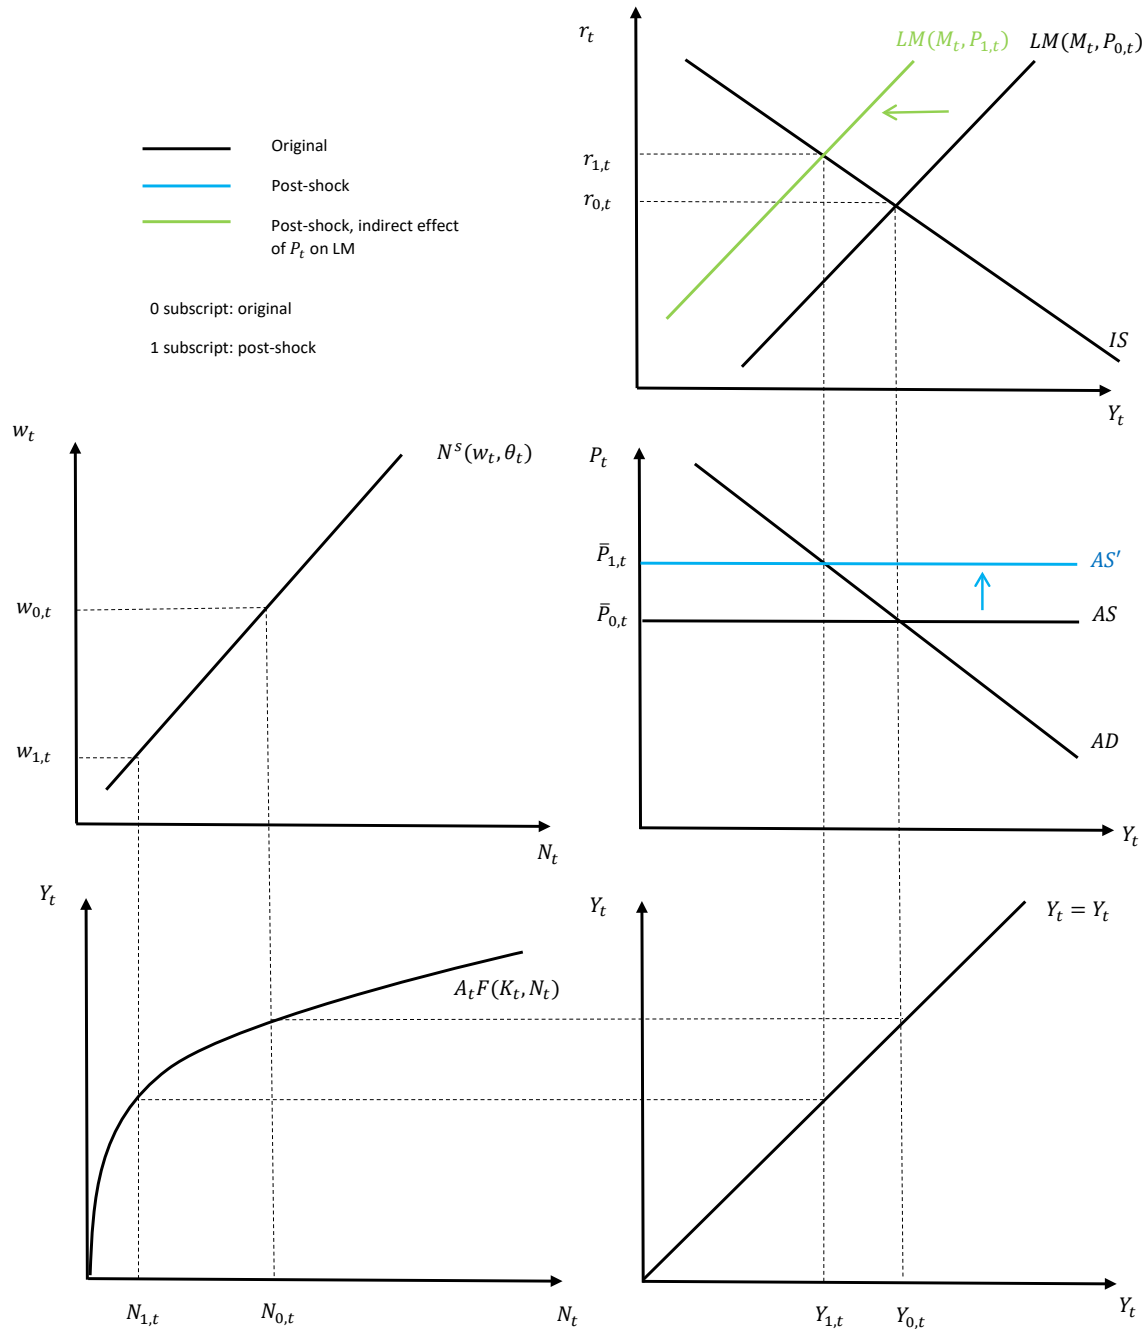 r_t
LM(M_t, P_{1,t})
LM(M_t, P_{0,t})
Original
Post-shock
Post-shock, indirect effect
of P_t on LM
0 subscript: original
1 subscript: post-shock
r_{1,t}
r_{0,t}
IS
Y_t
w_t
N^s(w_t, θ_t)
w_{0,t}
w_{1,t}
N_t
P_t
P̄_{1,t}
AS′
P̄_{0,t}
AS
AD
Y_t
Y_t
A_tF(K_t, N_t)
N_{1,t}
N_{0,t}
N_t
Y_t
Y_t = Y_t
Y_{1,t}
Y_{0,t}
Y_t